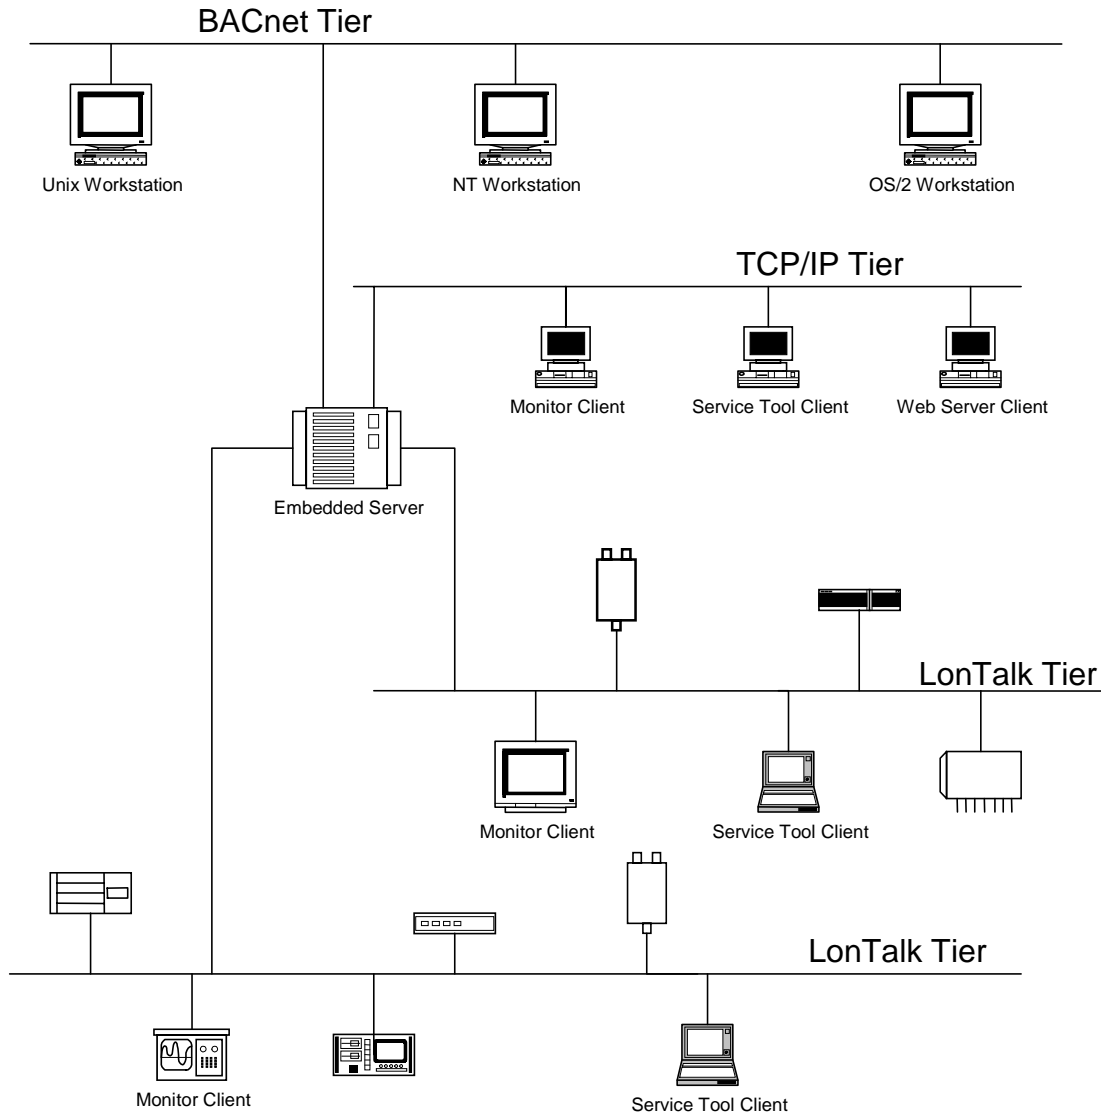 BACnet Tier
Unix Workstation
NT Workstation
OS/2 Workstation
TCP/IP Tier
Monitor Client
Service Tool Client
Web Server Client
Embedded Server
LonTalk Tier
Monitor Client
Service Tool Client
LonTalk Tier
Monitor Client
Service Tool Client